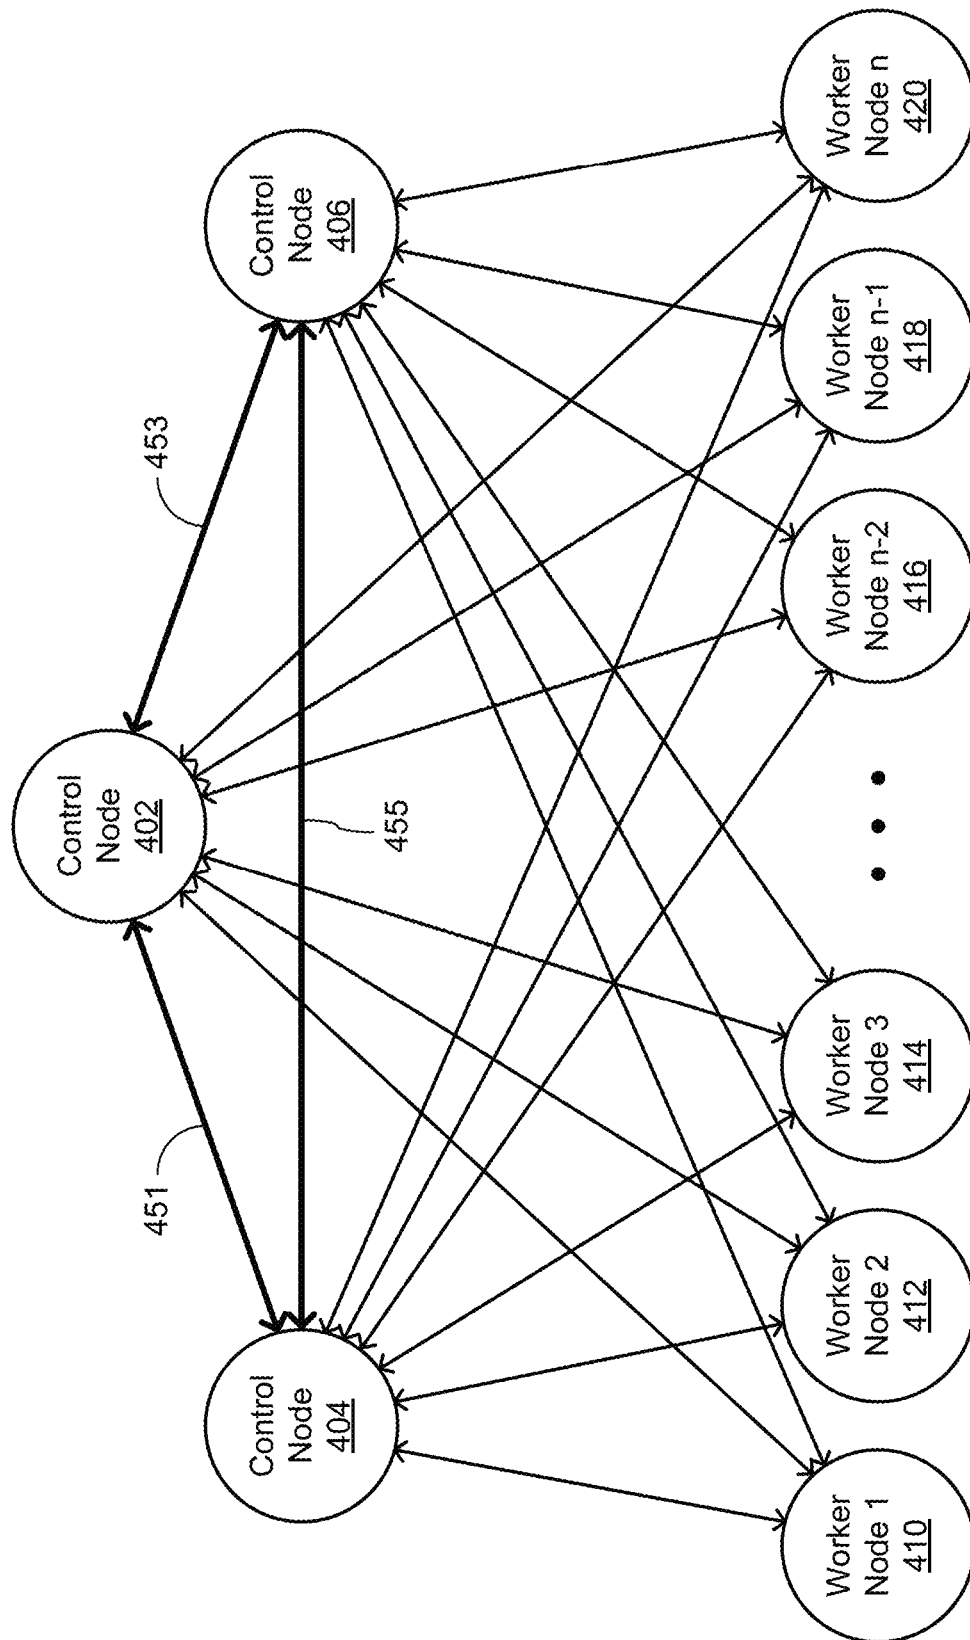 Control
Node
402
451
453
Control
Node
404
Control
Node
406
455
Worker
Node 1
410
Worker
Node 2
412
Worker
Node 3
414
Worker
Node n-2
416
Worker
Node n-1
418
Worker
Node n
420